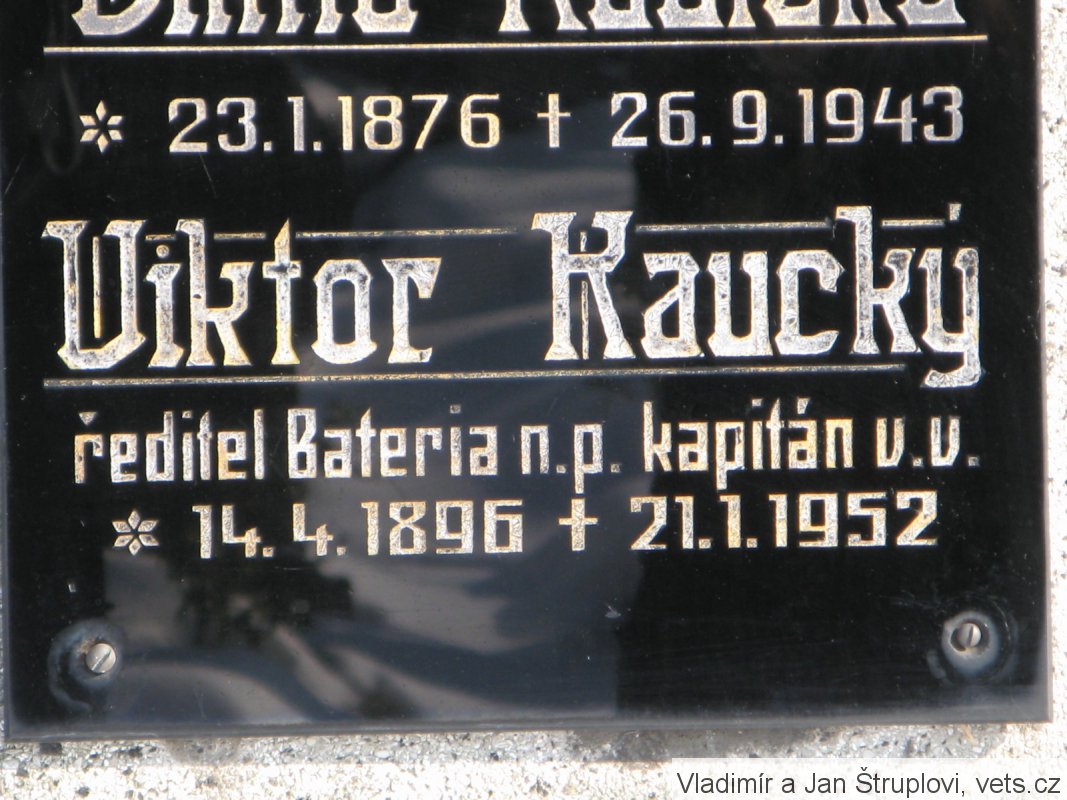 * 23.1.1876 † 26.9.1943
Viktor Kaucký
ředitel Bateria n.p. kapitán v.v.
* 14.4.1896 † 21.1.1952
Vladimír a Jan Štruplovi, vets.cz